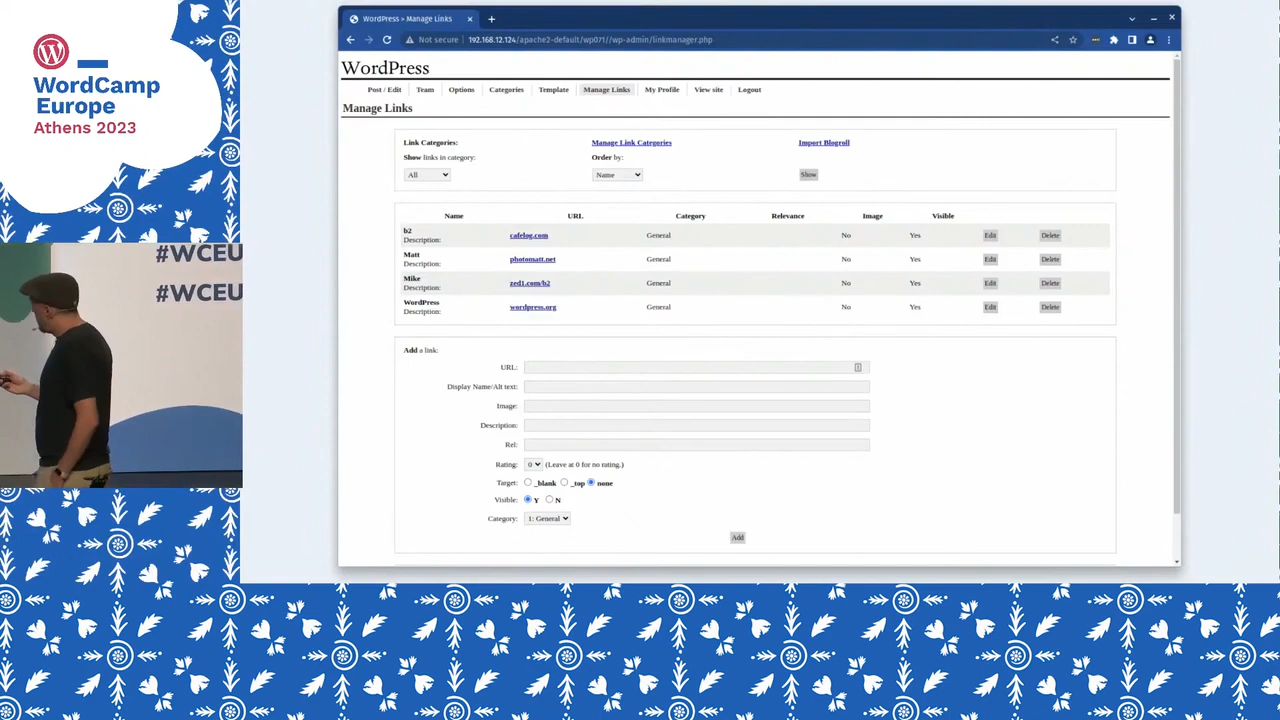 WordCamp
Europe
Athens 2023
#WCEU
#WCEU
WordPress > Manage Links
Not secure 192.168.12.124/apache2-default/wp071//wp-admin/linkmanager.php
WordPress
Post / Edit Team Options Categories Template Manage Links My Profile View site Logout
Manage Links
Link Categories: Manage Link Categories Import Blogroll
Show links in category: Order by:
All Name Show
Name URL Category Relevance Image Visible
b2
Description: cafelog.com General No Yes Edit Delete
Matt
Description: photomatt.net General No Yes Edit Delete
Mike
Description: zed1.com/b2 General No Yes Edit Delete
WordPress
Description: wordpress.org General No Yes Edit Delete
Add a link:
URL:
Display Name/Alt text:
Image:
Description:
Rel:
Rating: 0 (Leave at 0 for no rating.)
Target: _blank _top none
Visible: Y N
Category: 1: General
Add